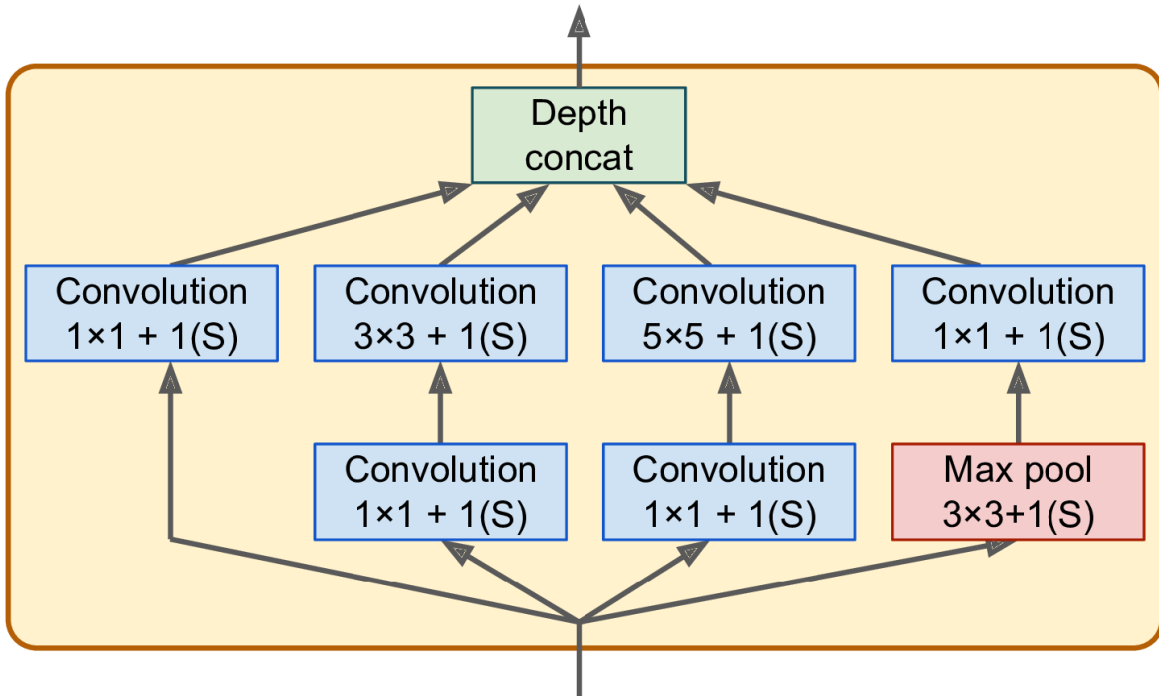 Depth
concat
Convolution
1×1 + 1(S)
Convolution
3×3 + 1(S)
Convolution
5×5 + 1(S)
Convolution
1×1 + 1(S)
Convolution
1×1 + 1(S)
Convolution
1×1 + 1(S)
Max pool
3×3+1(S)